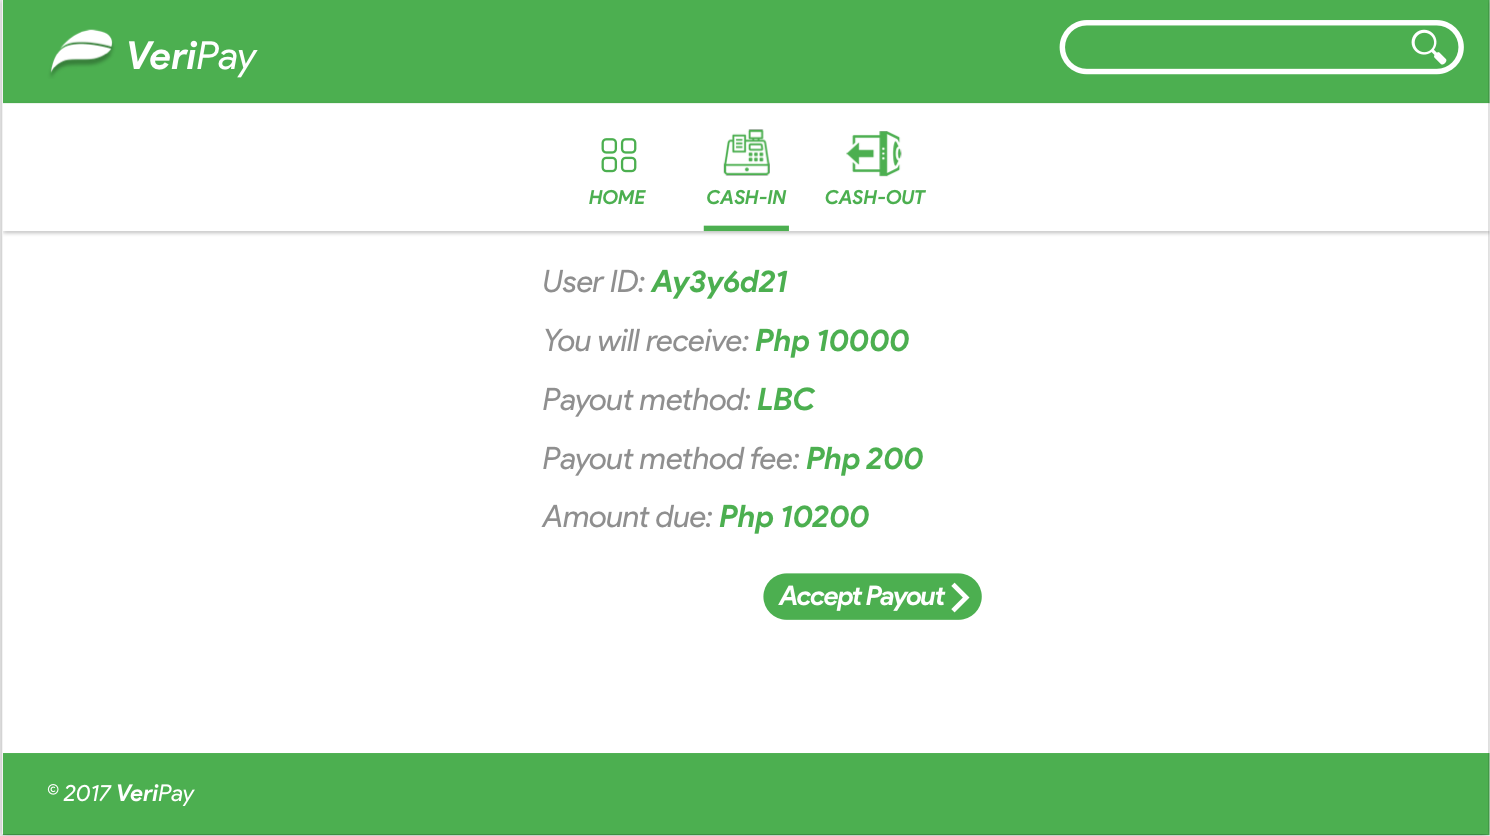 VeriPay
HOME CASH-IN CASH-OUT
User ID: Ay3y6d21
You will receive: Php 10000
Payout method: LBC
Payout method fee: Php 200
Amount due: Php 10200
Accept Payout
© 2017 VeriPay